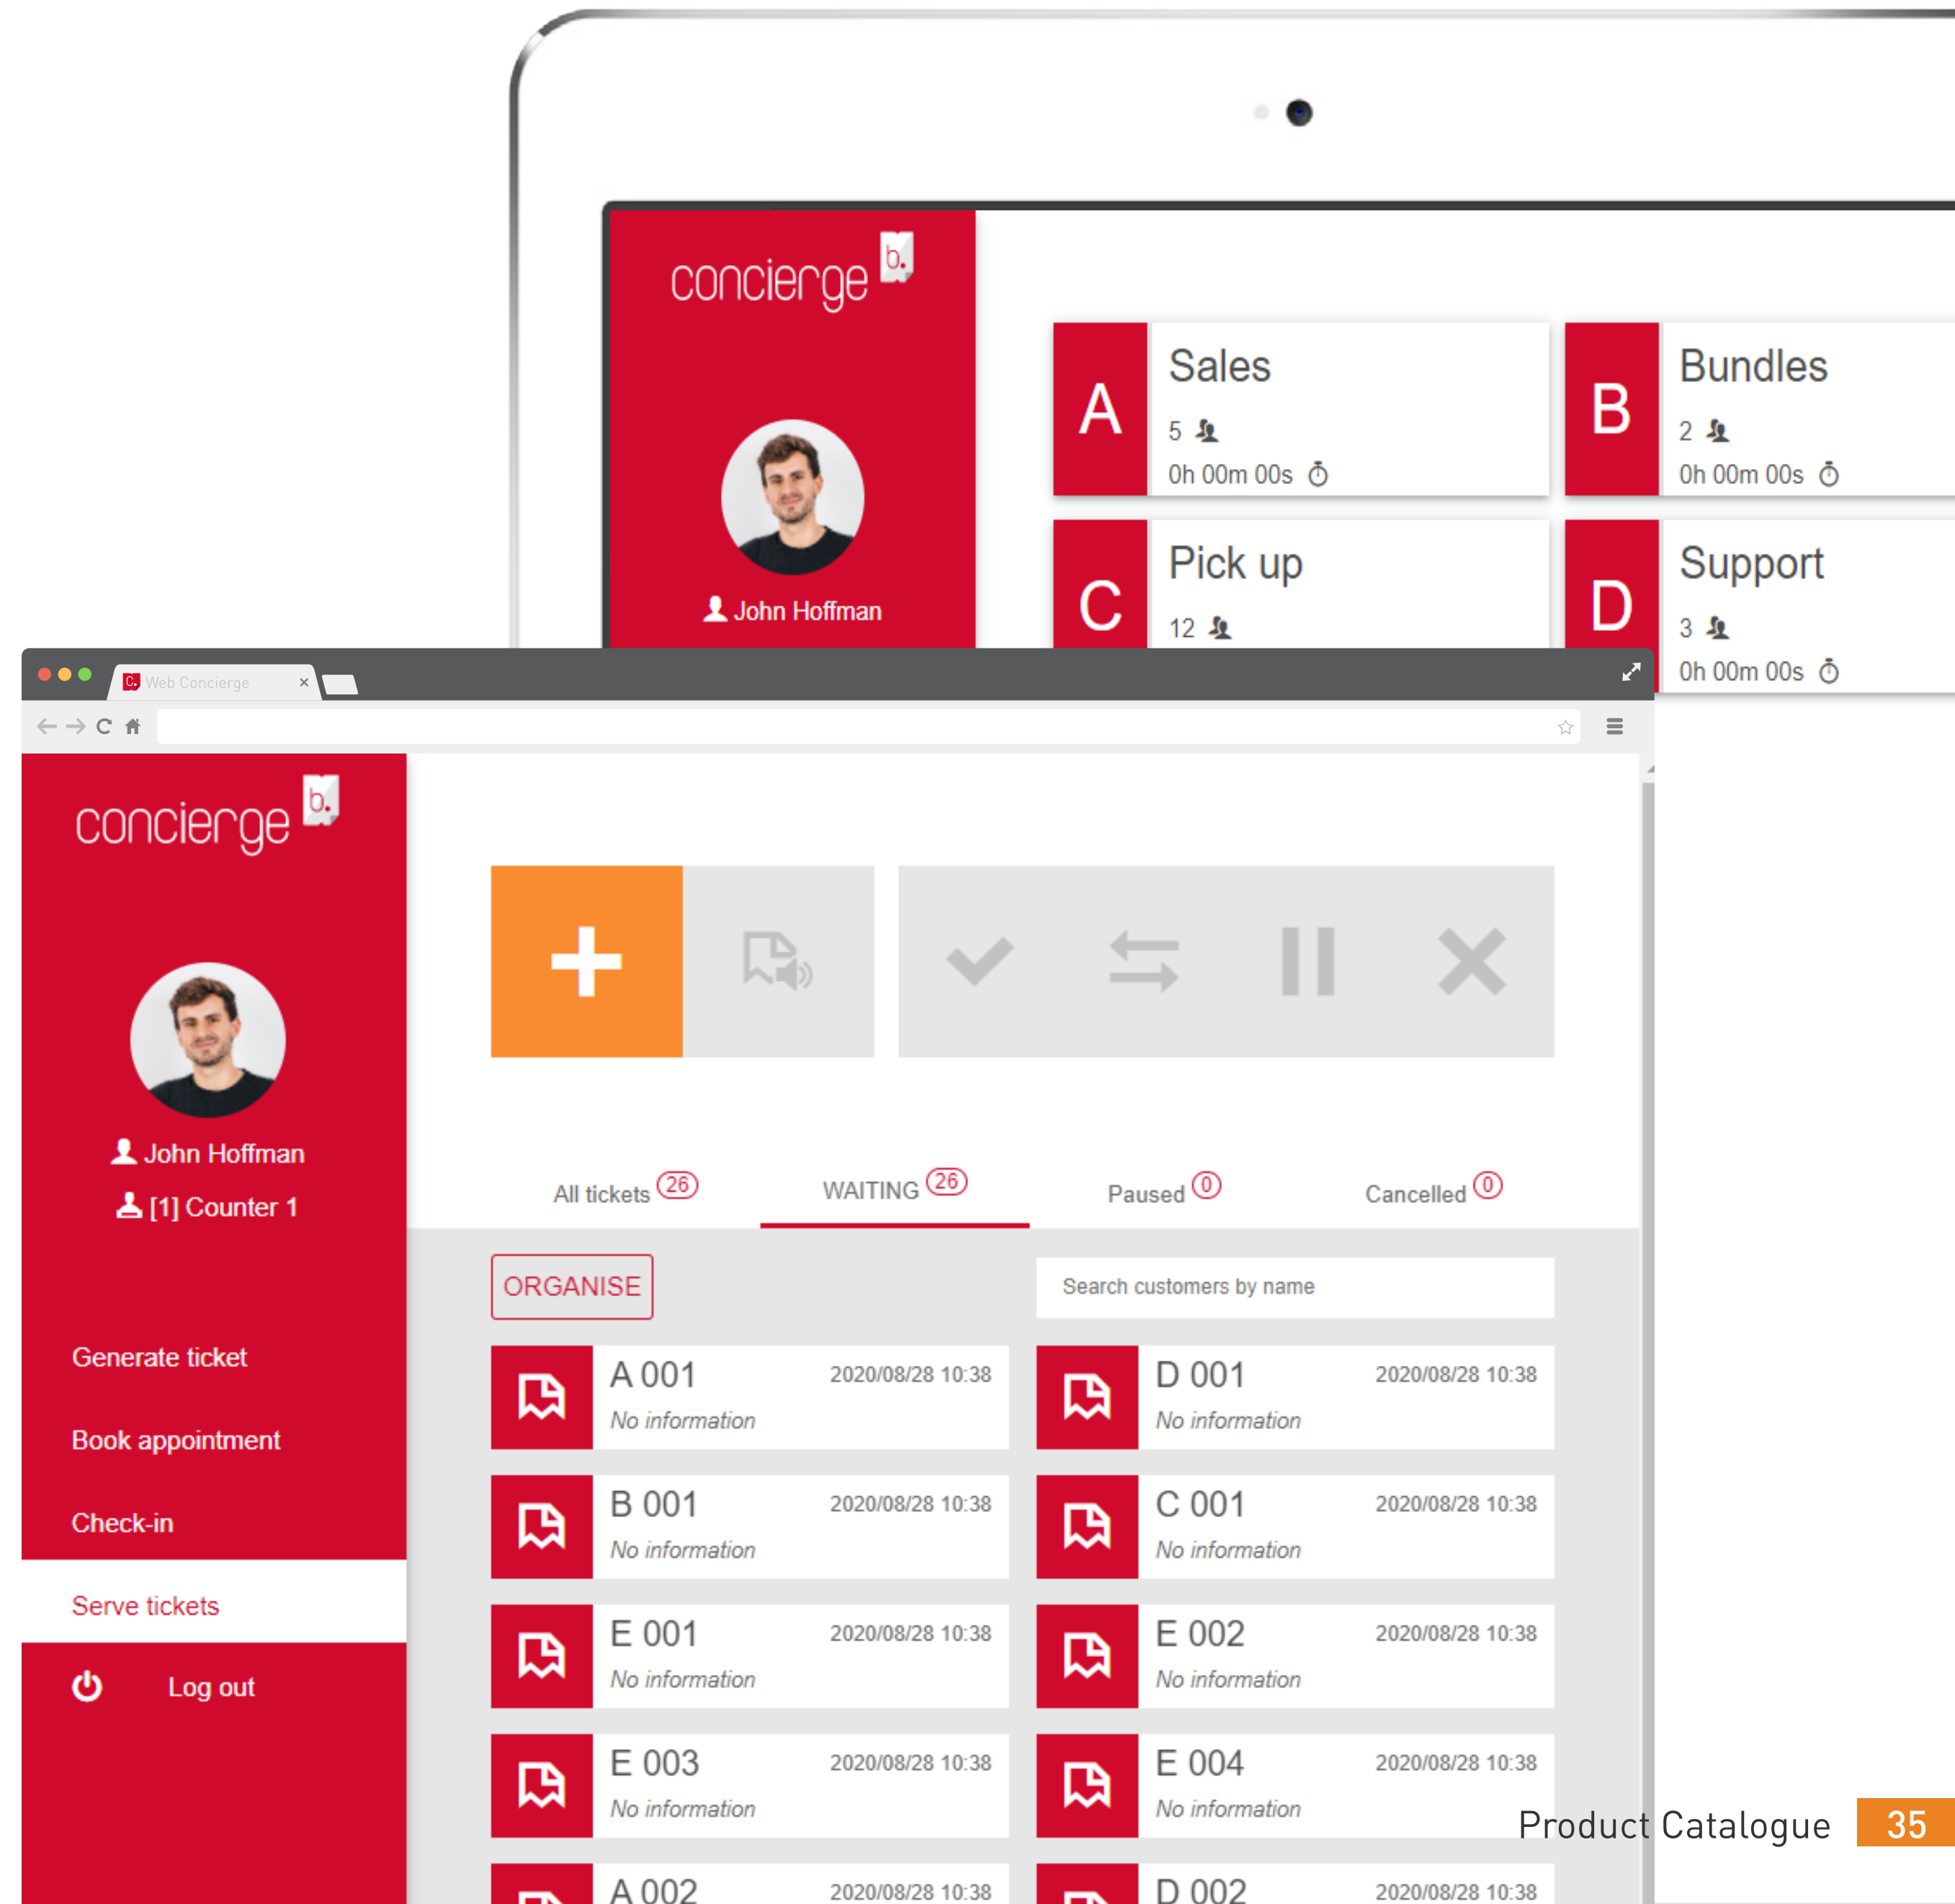 concierge b.
John Hoffman
A
Sales
5
0h 00m 00s
B
Bundles
2
0h 00m 00s
C
Pick up
12
D
Support
3
0h 00m 00s
C. Web Concierge
concierge b.
John Hoffman
[1] Counter 1
Generate ticket
Book appointment
Check-in
Serve tickets
Log out
All tickets 26
WAITING 26
Paused 0
Cancelled 0
ORGANISE
Search customers by name
A 001 2020/08/28 10:38
No information
D 001 2020/08/28 10:38
No information
B 001 2020/08/28 10:38
No information
C 001 2020/08/28 10:38
No information
E 001 2020/08/28 10:38
No information
E 002 2020/08/28 10:38
No information
E 003 2020/08/28 10:38
No information
E 004 2020/08/28 10:38
No information
A 002 2020/08/28 10:38
D 002 2020/08/28 10:38
Product Catalogue 35